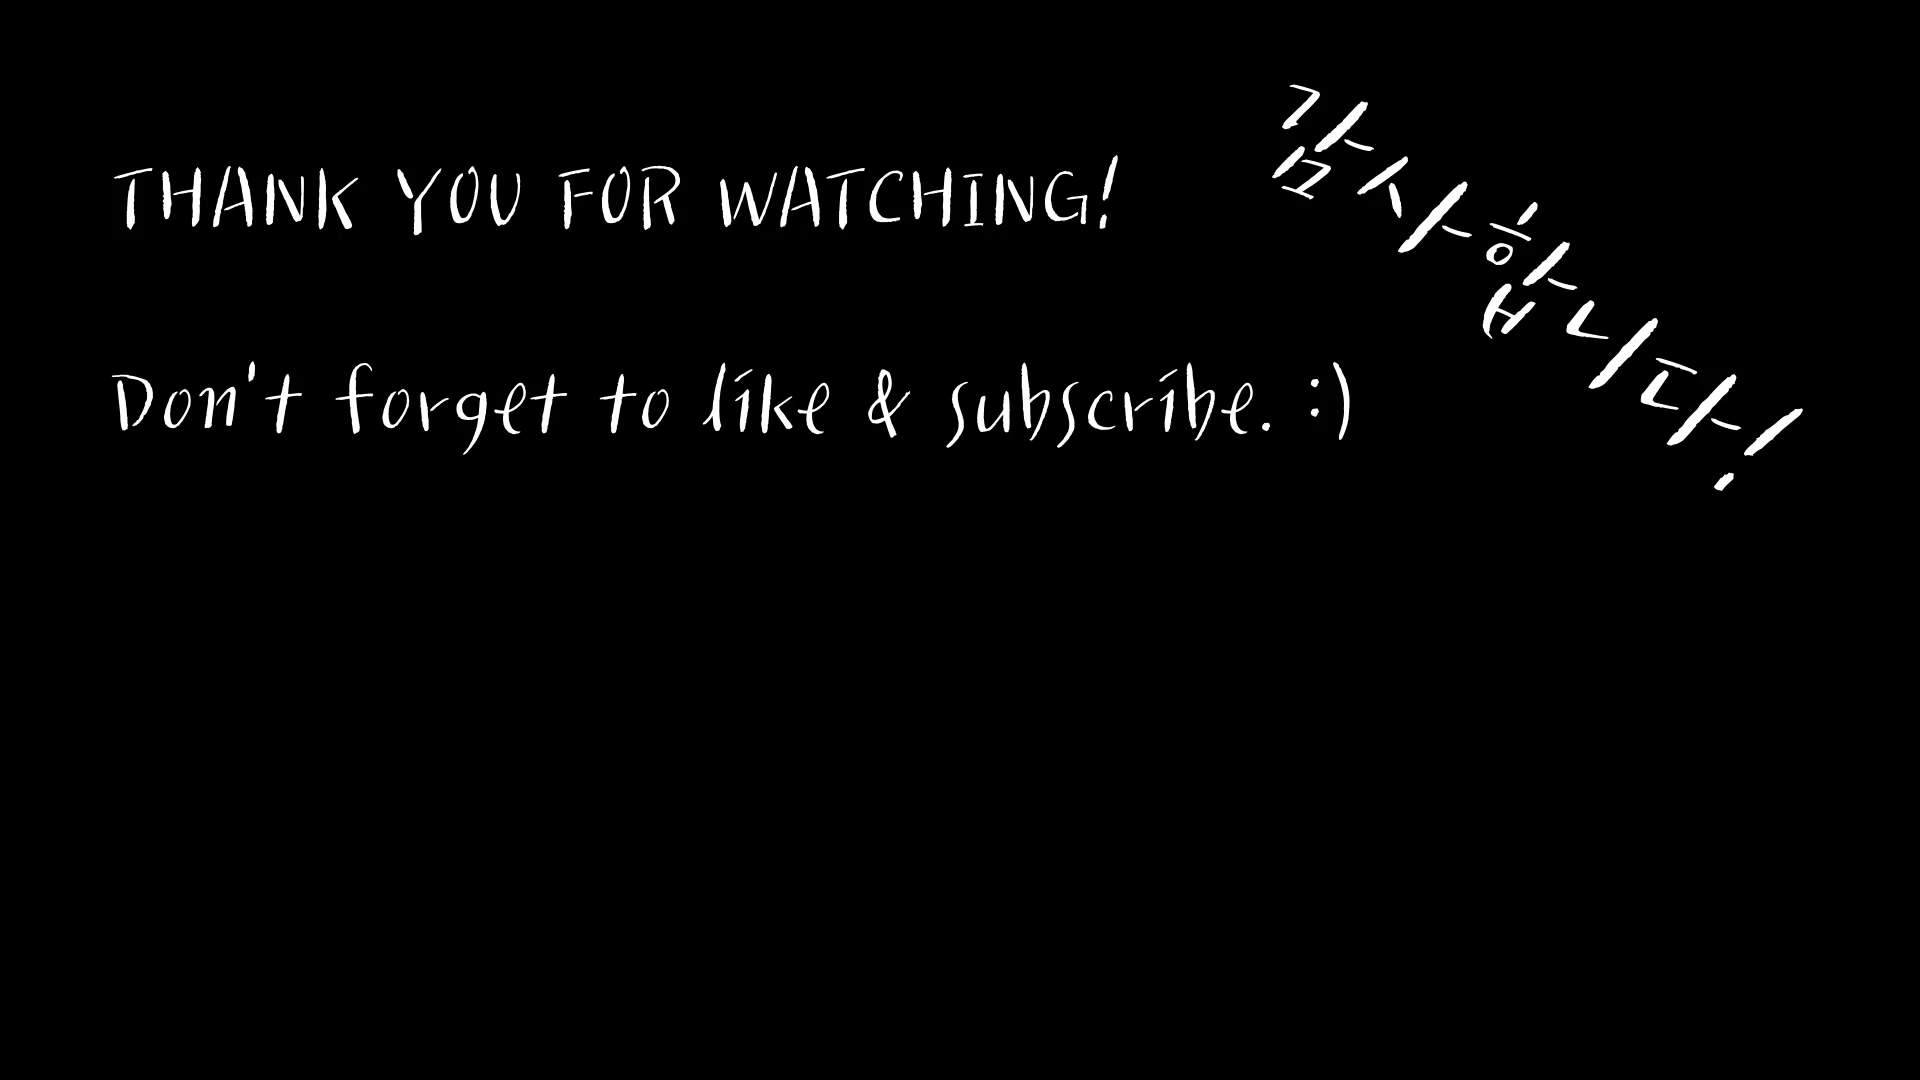 THANK YOU FOR WATCHING!
감사합니다!
Don't forget to like & subscribe. :)